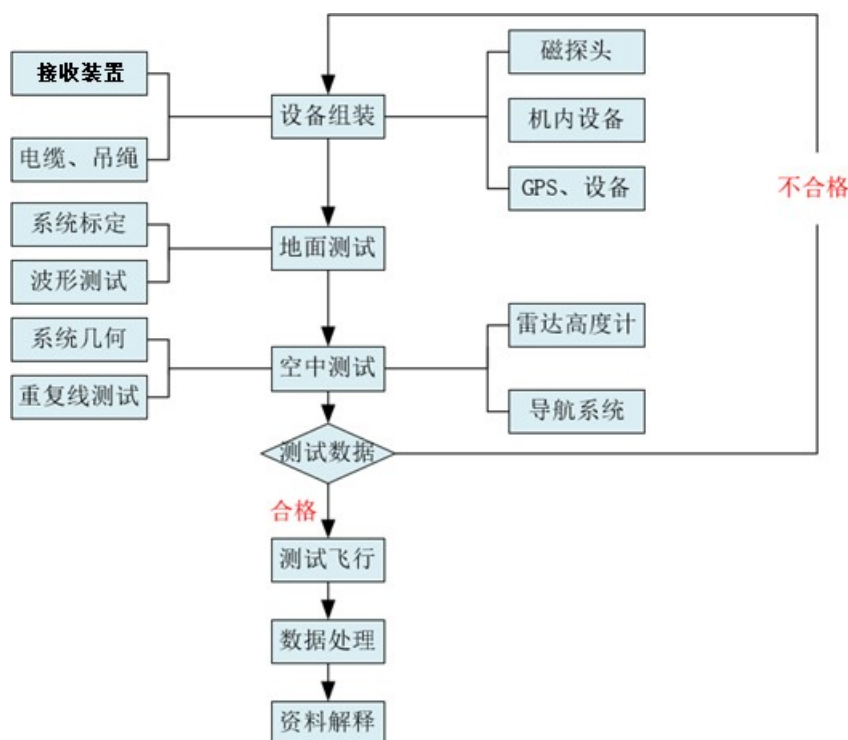 接收装置
磁探头
设备组装
机内设备
电缆、吊绳
GPS、设备
不合格
系统标定
地面测试
波形测试
系统几何
雷达高度计
空中测试
重复线测试
导航系统
测试数据
合格
测试飞行
数据处理
资料解释